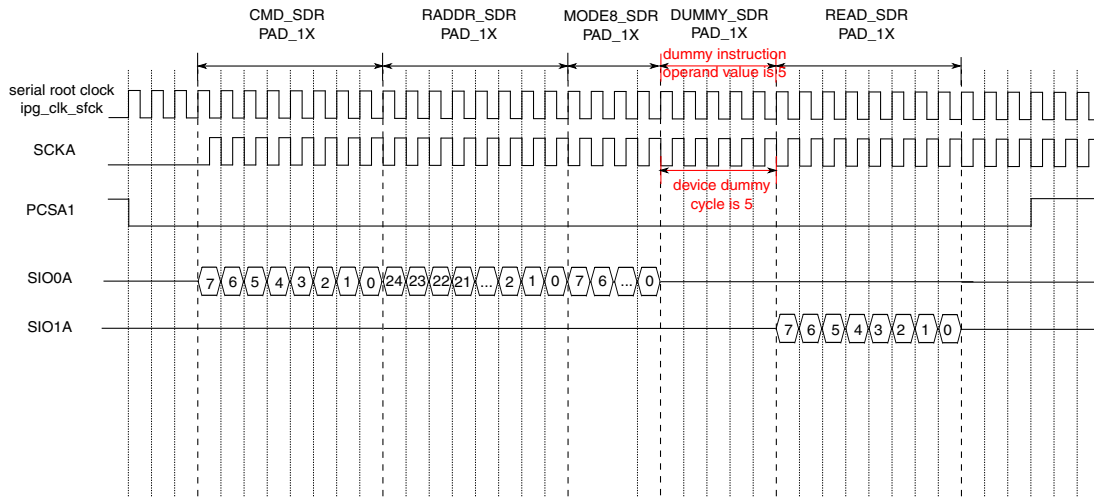 CMD_SDR
PAD_1X
RADDR_SDR
PAD_1X
MODE8_SDR
PAD_1X
DUMMY_SDR
PAD_1X
READ_SDR
PAD_1X
dummy instruction
operand value is 5
serial root clock
ipg_clk_sfck
SCKA
device dummy
cycle is 5
PCSA1
SIO0A
7 6 5 4 3 2 1 0 24 23 22 21 ... 2 1 0 7 6 ... 0
SIO1A
7 6 5 4 3 2 1 0